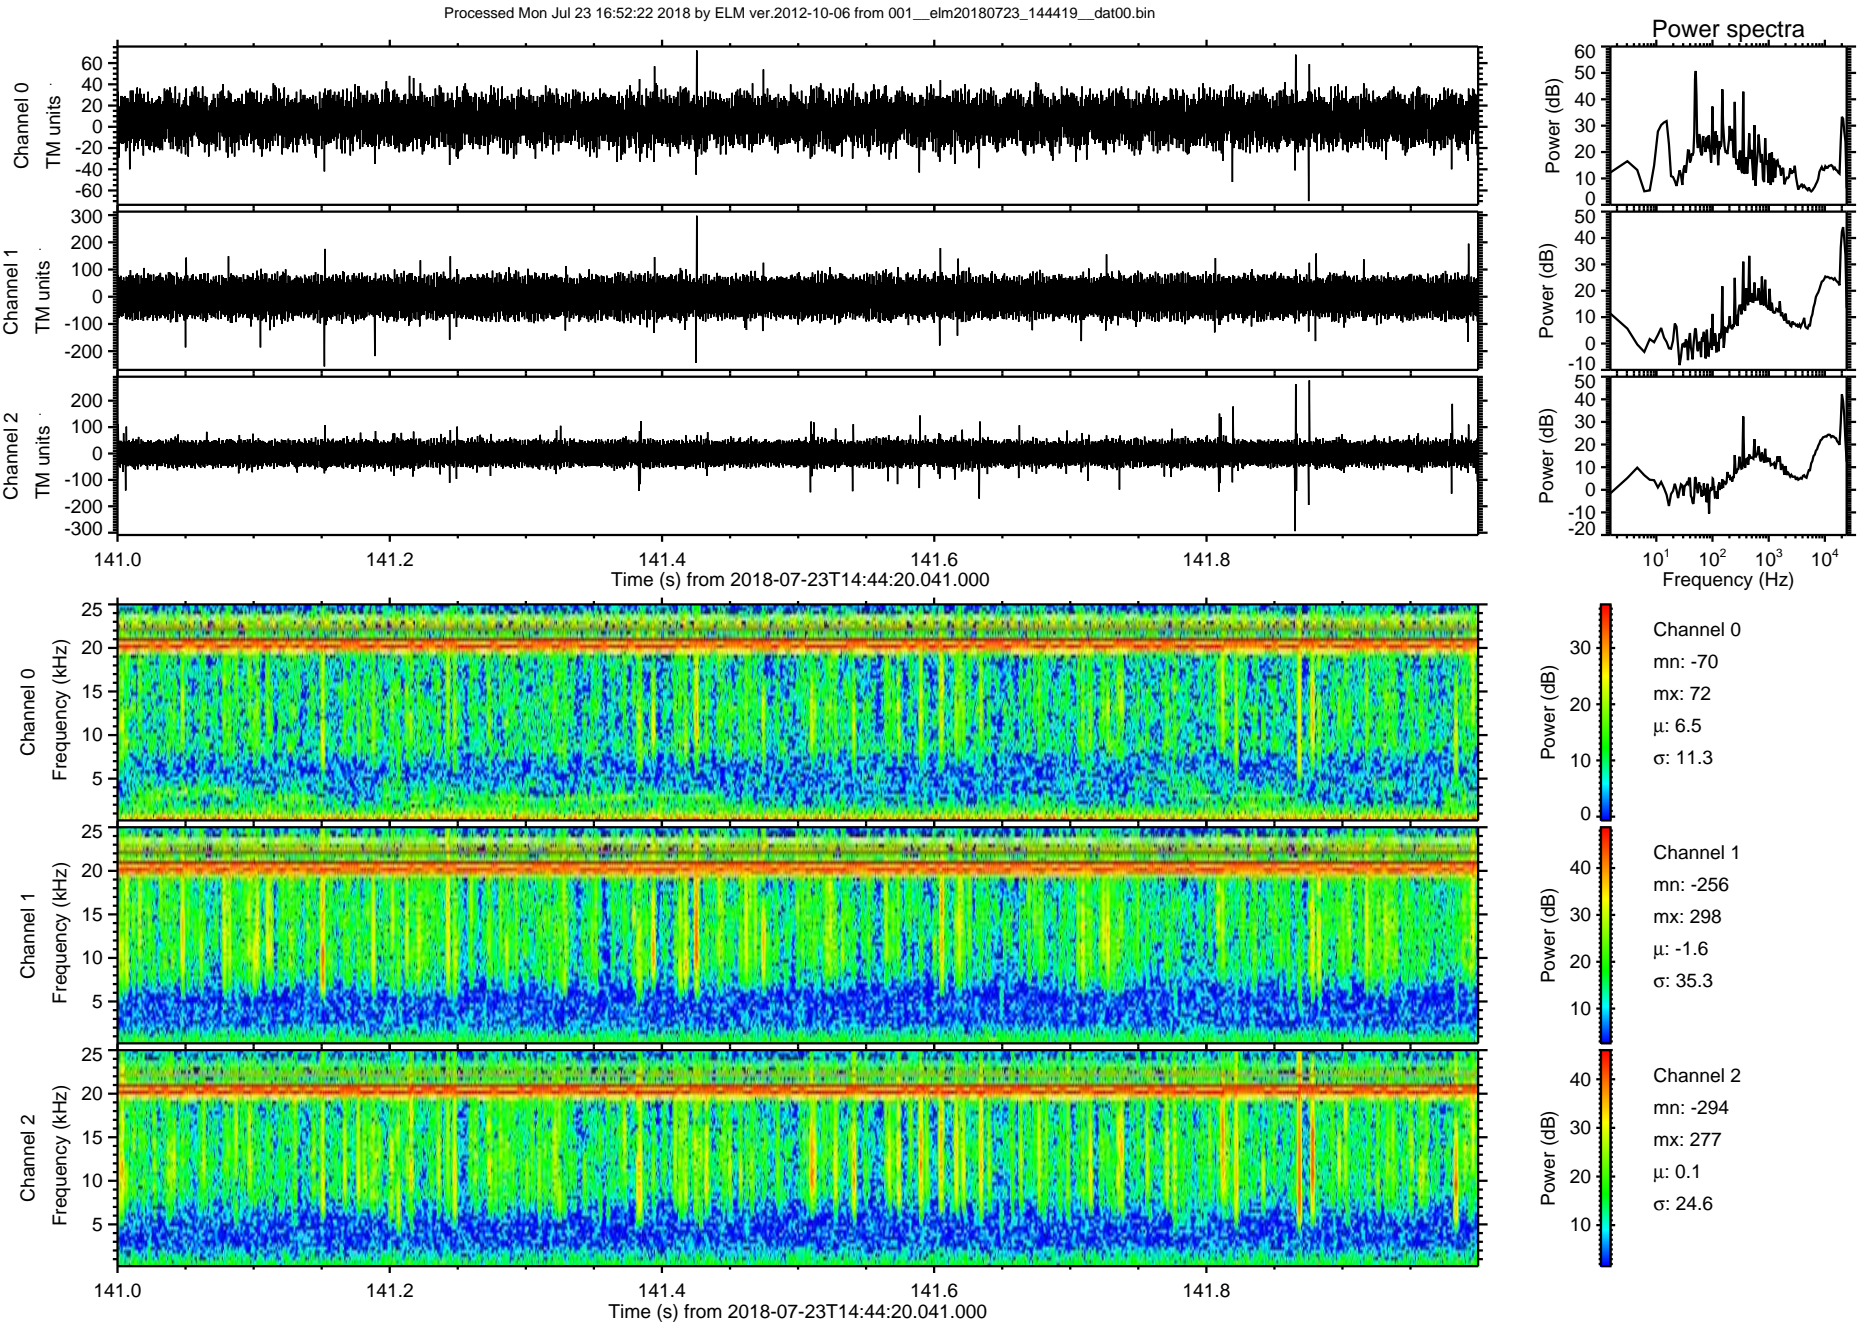 Processed Mon Jul 23 16:52:22 2018 by ELM ver.2012-10-06 from 001__elm20180723_144419__dat00.bin
Power spectra
Channel 0
TM units
60
40
20
0
-20
-40
-60
Power (dB)
60
50
40
30
20
10
0
Channel 1
TM units
300
200
100
0
-100
-200
Power (dB)
50
40
30
20
10
0
-10
Channel 2
TM units
200
100
0
-100
-200
-300
Power (dB)
50
40
30
20
10
0
-10
-20
141.0 141.2 141.4 141.6 141.8
Time (s) from 2018-07-23T14:44:20.041.000
10^1 10^2 10^3 10^4
Frequency (Hz)
Channel 0
Frequency (kHz)
25
20
15
10
5
Power (dB)
30
20
10
0
Channel 0
mn: -70
mx: 72
μ: 6.5
σ: 11.3
Channel 1
Frequency (kHz)
25
20
15
10
5
Power (dB)
40
30
20
10
Channel 1
mn: -256
mx: 298
μ: -1.6
σ: 35.3
Channel 2
Frequency (kHz)
25
20
15
10
5
Power (dB)
40
30
20
10
Channel 2
mn: -294
mx: 277
μ: 0.1
σ: 24.6
141.0 141.2 141.4 141.6 141.8
Time (s) from 2018-07-23T14:44:20.041.000